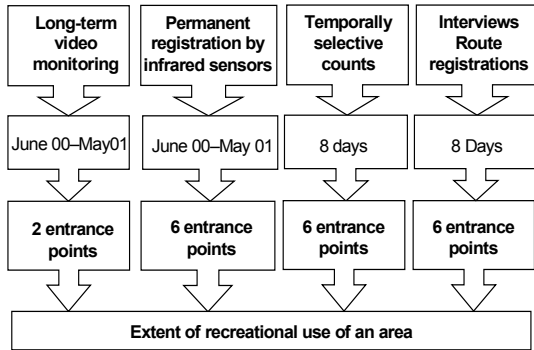 Long-term
video
monitoring
Permanent
registration by
infrared sensors
Temporally
selective
counts
Interviews
Route
registrations
June 00–May01
June 00–May 01
8 days
8 Days
2 entrance
points
6 entrance
points
6 entrance
points
6 entrance
points
Extent of recreational use of an area